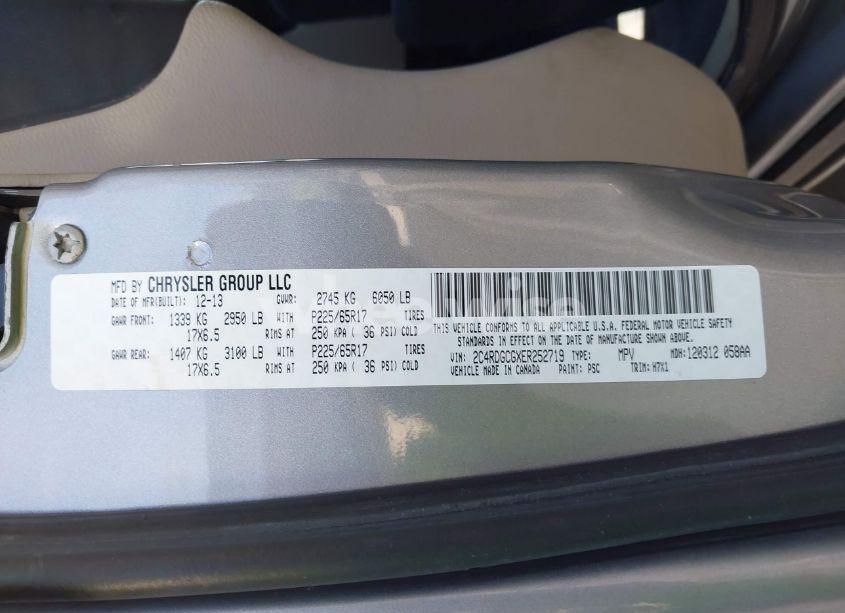 MFD BY CHRYSLER GROUP LLC
DATE OF MFR(BUILT): 12-13 GVWR: 2745 KG 6050 LB
GAWR FRONT: 1339 KG 2950 LB WITH P225/65R17 TIRES
17X6.5 RIMS AT 250 KPA ( 36 PSI) COLD
GAWR REAR: 1407 KG 3100 LB WITH P225/65R17 TIRES
17X6.5 RIMS AT 250 KPA ( 36 PSI) COLD
THIS VEHICLE CONFORMS TO ALL APPLICABLE U.S.A. FEDERAL MOTOR VEHICLE SAFETY
STANDARDS IN EFFECT ON THE DATE OF MANUFACTURE SHOWN ABOVE.
VIN: 2C4RDGCGXER252719 TYPE: MPV MDH: 120312 058AA
VEHICLE MADE IN CANADA PAINT: PSC TRIM: H7X1